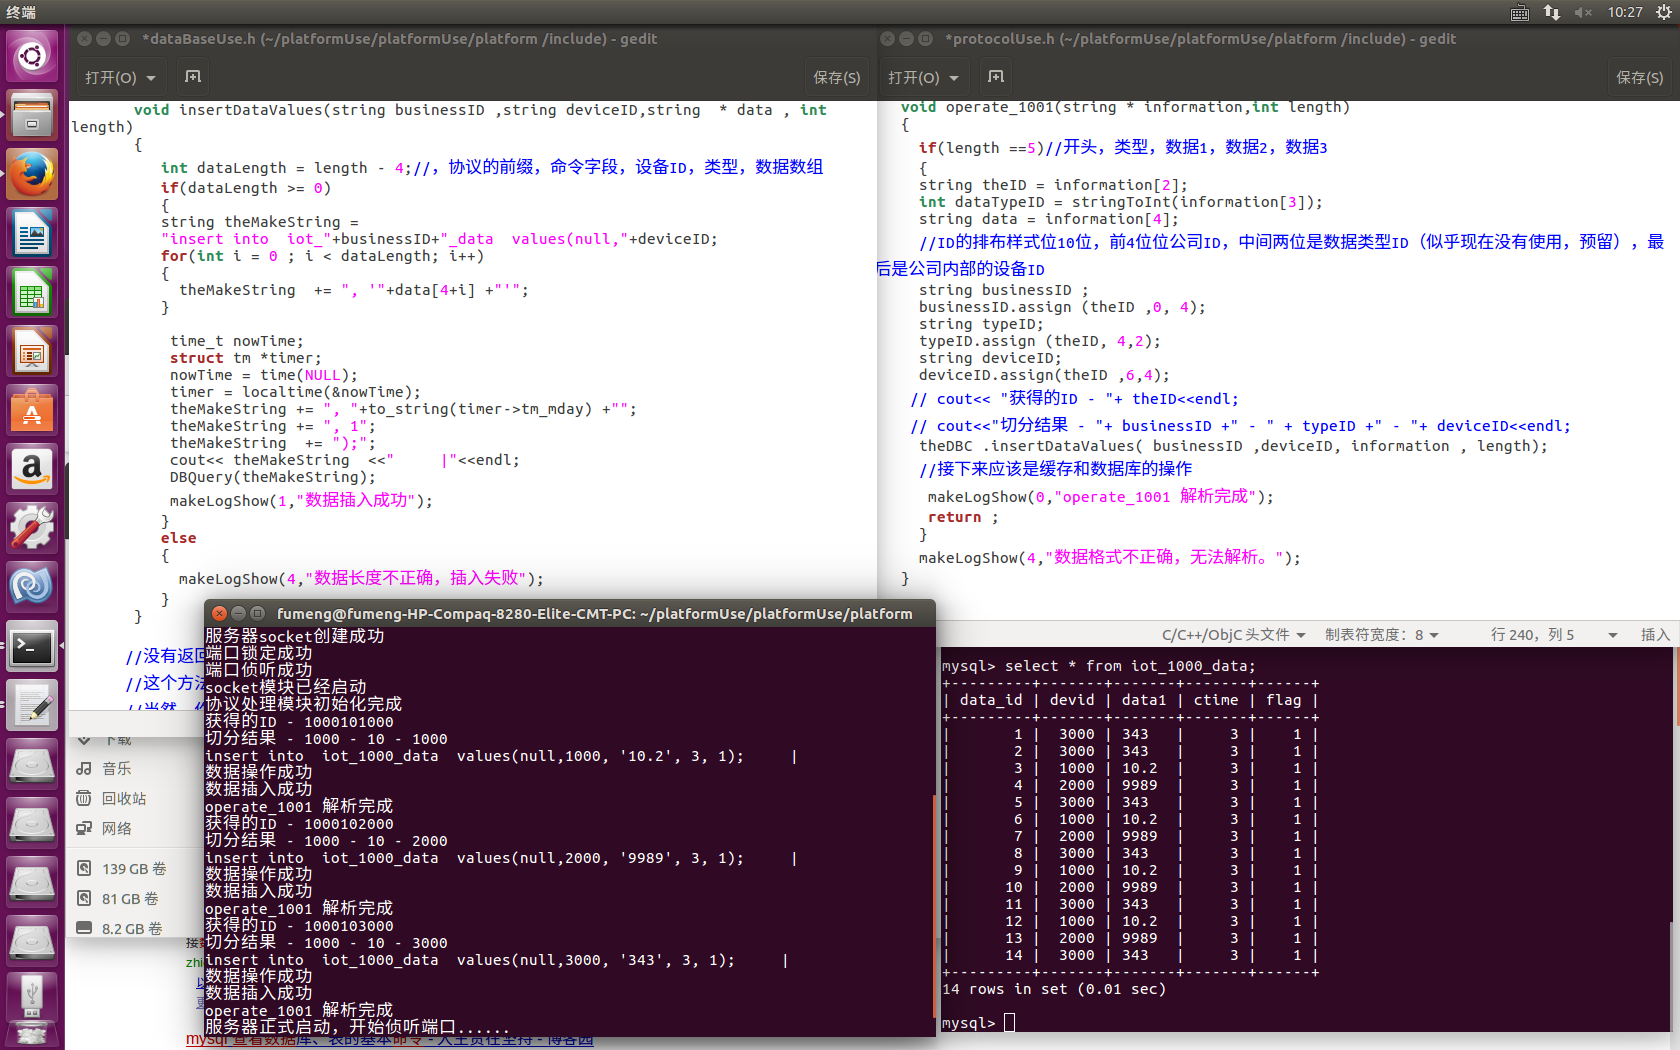 终端
10:27
*dataBaseUse.h (~/platformUse/platformUse/platform /include) - gedit
打开(O)
保存(S)
void insertDataValues(string businessID ,string deviceID,string  * data , int
length)
{
int dataLength = length - 4;//，协议的前缀，命令字段，设备ID，类型，数据数组
if(dataLength >= 0)
{
string theMakeString =
"insert into  iot_"+businessID+"_data  values(null,"+deviceID;
for(int i = 0 ; i < dataLength; i++)
{
theMakeString  += ", '"+data[4+i] +"'";
}
time_t nowTime;
struct tm *timer;
nowTime = time(NULL);
timer = localtime(&nowTime);
theMakeString += ", "+to_string(timer->tm_mday) +"";
theMakeString += ", 1";
theMakeString  += ");";
cout<< theMakeString  <<"     |"<<endl;
DBQuery(theMakeString);
makeLogShow(1,"数据插入成功");
}
else
{
makeLogShow(4,"数据长度不正确，插入失败");
}
}
//没有返回
//这个方法
*protocolUse.h (~/platformUse/platformUse/platform /include) - gedit
打开(O)
保存(S)
void operate_1001(string * information,int length)
{
if(length ==5)//开头，类型，数据1，数据2，数据3
{
string theID = information[2];
int dataTypeID = stringToInt(information[3]);
string data = information[4];
//ID的排布样式位10位，前4位位公司ID，中间两位是数据类型ID（似乎现在没有使用，预留），最
后是公司内部的设备ID
string businessID ;
businessID.assign (theID ,0, 4);
string typeID;
typeID.assign (theID, 4,2);
string deviceID;
deviceID.assign(theID ,6,4);
// cout<< "获得的ID - "+ theID<<endl;
// cout<<"切分结果 - "+ businessID +" - " + typeID +" - "+ deviceID<<endl;
theDBC .insertDataValues( businessID ,deviceID, information , length);
//接下来应该是缓存和数据库的操作
makeLogShow(0,"operate_1001 解析完成");
return ;
}
makeLogShow(4,"数据格式不正确，无法解析。");
}
C/C++/ObjC 头文件
制表符宽度：8
行 240，列 5
插入
下载
音乐
回收站
网络
139 GB 卷
81 GB 卷
8.2 GB 卷
fumeng@fumeng-HP-Compaq-8280-Elite-CMT-PC: ~/platformUse/platformUse/platform
服务器socket创建成功
端口锁定成功
端口侦听成功
socket模块已经启动
协议处理模块初始化完成
获得的ID - 1000101000
切分结果 - 1000 - 10 - 1000
insert into  iot_1000_data  values(null,1000, '10.2', 3, 1);     |
数据操作成功
数据插入成功
operate_1001 解析完成
获得的ID - 1000102000
切分结果 - 1000 - 10 - 2000
insert into  iot_1000_data  values(null,2000, '9989', 3, 1);     |
数据操作成功
数据插入成功
operate_1001 解析完成
获得的ID - 1000103000
切分结果 - 1000 - 10 - 3000
insert into  iot_1000_data  values(null,3000, '343', 3, 1);     |
数据操作成功
数据插入成功
operate_1001 解析完成
服务器正式启动，开始侦听端口......
mysql> select * from iot_1000_data;
+---------+-------+-------+-------+------+
| data_id | devid | data1 | ctime | flag |
+---------+-------+-------+-------+------+
|       1 |  3000 | 343   |     3 |    1 |
|       2 |  3000 | 343   |     3 |    1 |
|       3 |  1000 | 10.2  |     3 |    1 |
|       4 |  2000 | 9989  |     3 |    1 |
|       5 |  3000 | 343   |     3 |    1 |
|       6 |  1000 | 10.2  |     3 |    1 |
|       7 |  2000 | 9989  |     3 |    1 |
|       8 |  3000 | 343   |     3 |    1 |
|       9 |  1000 | 10.2  |     3 |    1 |
|      10 |  2000 | 9989  |     3 |    1 |
|      11 |  3000 | 343   |     3 |    1 |
|      12 |  1000 | 10.2  |     3 |    1 |
|      13 |  2000 | 9989  |     3 |    1 |
|      14 |  3000 | 343   |     3 |    1 |
+---------+-------+-------+-------+------+
14 rows in set (0.01 sec)
mysql>
zhi
mysql 查看数据库、表的基本命令 - 人生贵在坚持 - 博客园